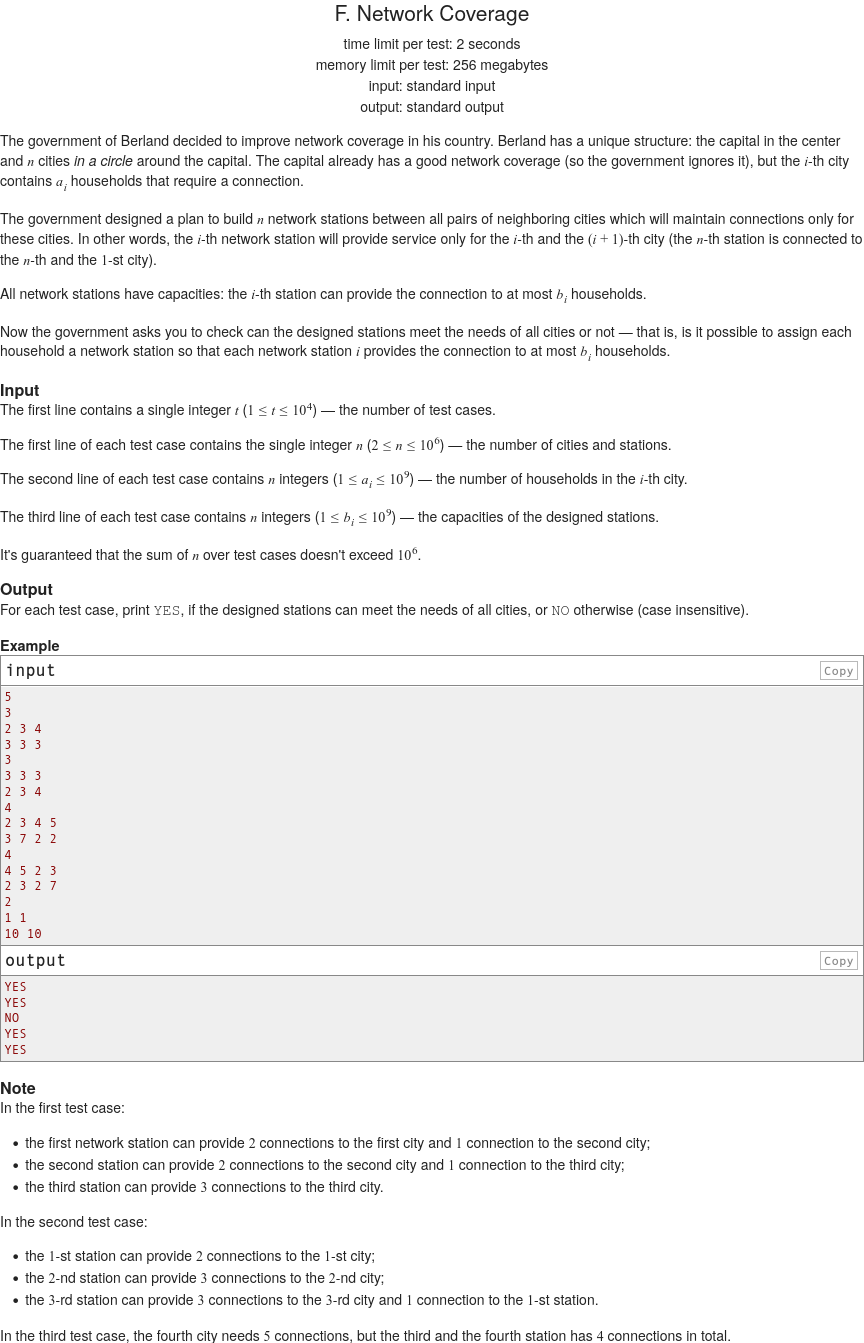 F. Network Coverage
time limit per test: 2 seconds
memory limit per test: 256 megabytes
input: standard input
output: standard output
The government of Berland decided to improve network coverage in his country. Berland has a unique structure: the capital in the center
and n cities in a circle around the capital. The capital already has a good network coverage (so the government ignores it), but the i-th city
contains a_i households that require a connection.
The government designed a plan to build n network stations between all pairs of neighboring cities which will maintain connections only for
these cities. In other words, the i-th network station will provide service only for the i-th and the (i + 1)-th city (the n-th station is connected to
the n-th and the 1-st city).
All network stations have capacities: the i-th station can provide the connection to at most b_i households.
Now the government asks you to check can the designed stations meet the needs of all cities or not — that is, is it possible to assign each
household a network station so that each network station i provides the connection to at most b_i households.
Input
The first line contains a single integer t (1 ≤ t ≤ 10^4) — the number of test cases.
The first line of each test case contains the single integer n (2 ≤ n ≤ 10^6) — the number of cities and stations.
The second line of each test case contains n integers (1 ≤ a_i ≤ 10^9) — the number of households in the i-th city.
The third line of each test case contains n integers (1 ≤ b_i ≤ 10^9) — the capacities of the designed stations.
It's guaranteed that the sum of n over test cases doesn't exceed 10^6.
Output
For each test case, print YES, if the designed stations can meet the needs of all cities, or NO otherwise (case insensitive).
Example
input Copy
5
3
2 3 4
3 3 3
3
3 3 3
2 3 4
4
2 3 4 5
3 7 2 2
4
4 5 2 3
2 3 2 7
2
1 1
10 10
output Copy
YES
YES
NO
YES
YES
Note
In the first test case:
• the first network station can provide 2 connections to the first city and 1 connection to the second city;
• the second station can provide 2 connections to the second city and 1 connection to the third city;
• the third station can provide 3 connections to the third city.
In the second test case:
• the 1-st station can provide 2 connections to the 1-st city;
• the 2-nd station can provide 3 connections to the 2-nd city;
• the 3-rd station can provide 3 connections to the 3-rd city and 1 connection to the 1-st station.
In the third test case, the fourth city needs 5 connections, but the third and the fourth station has 4 connections in total.